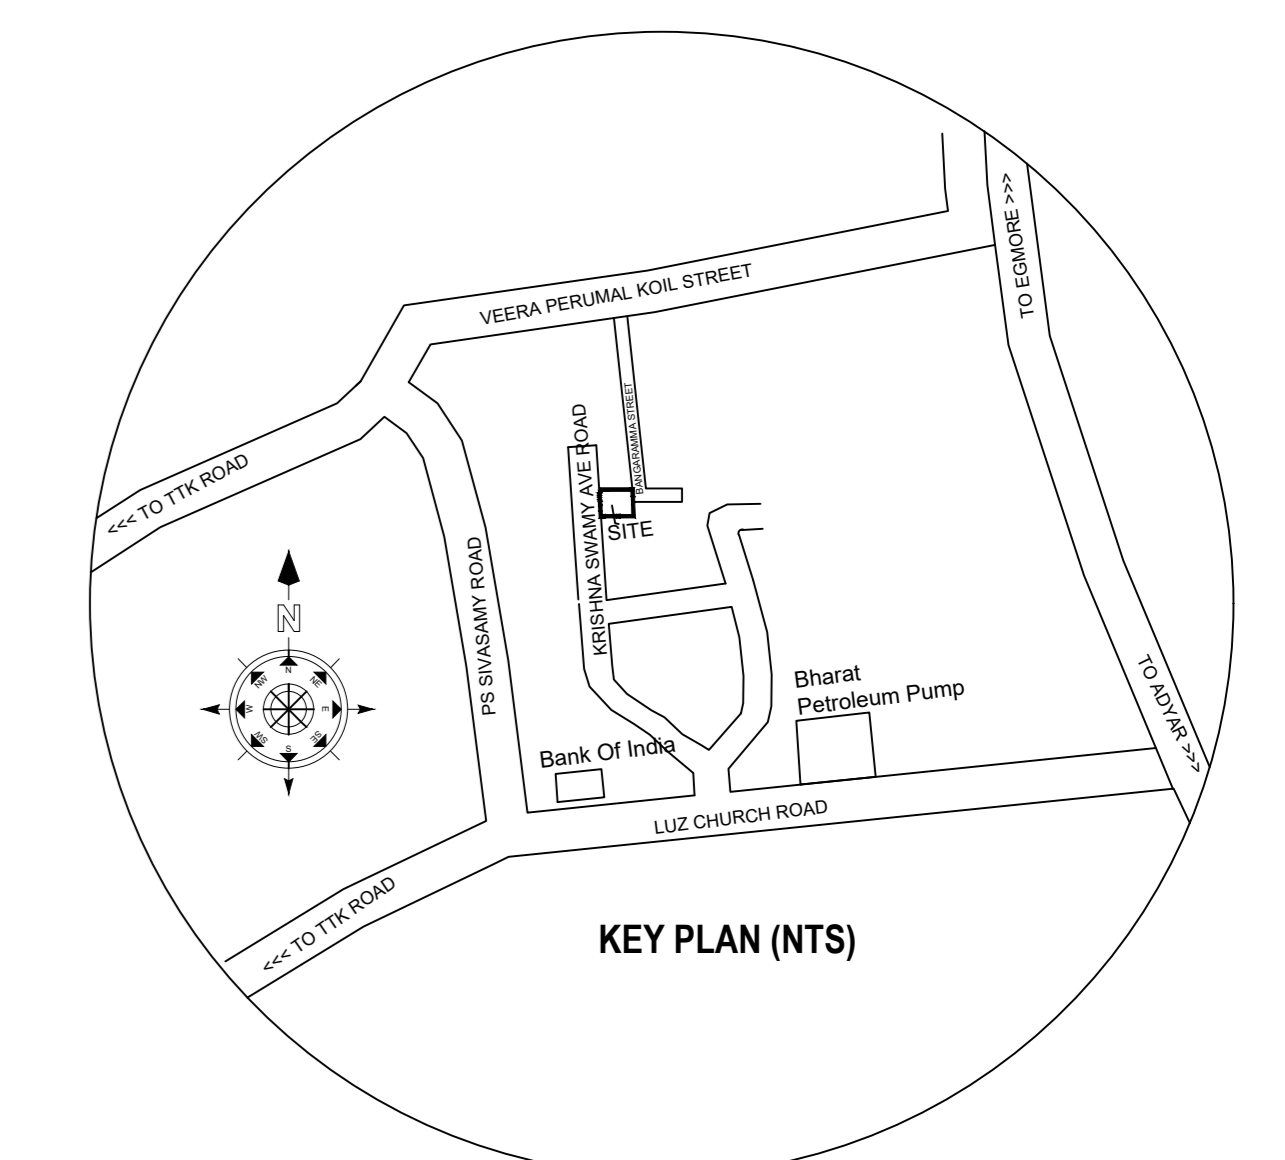 TO EGMORE >>>
VEERA PERUMAL KOIL STREET
BANGARAMMA STREET
KRISHNA SWAMY AVE ROAD
<<< TO TTK ROAD
SITE
PS SIVASAMY ROAD
N
N
NE
E
SE
S
SW
W
NW
TO ADYAR >>>
Bharat
Petroleum Pump
Bank Of India
LUZ CHURCH ROAD
<<< TO TTK ROAD
KEY PLAN (NTS)